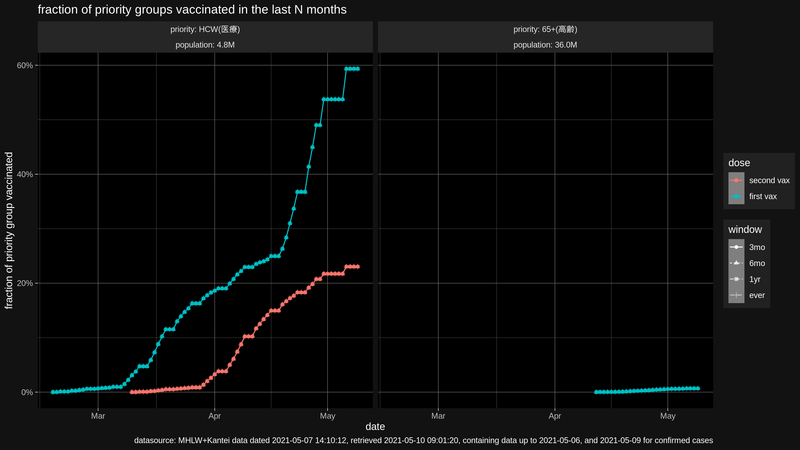 fraction of priority groups vaccinated in the last N months
priority: HCW(医療)
population: 4.8M
priority: 65+(高齢)
population: 36.0M
fraction of priority group vaccinated
60%
40%
20%
0%
Mar
Apr
May
Mar
Apr
May
date
dose
second vax
first vax
window
3mo
6mo
1yr
ever
datasource: MHLW+Kantei data dated 2021-05-07 14:10:12, retrieved 2021-05-10 09:01:20, containing data up to 2021-05-06, and 2021-05-09 for confirmed cases